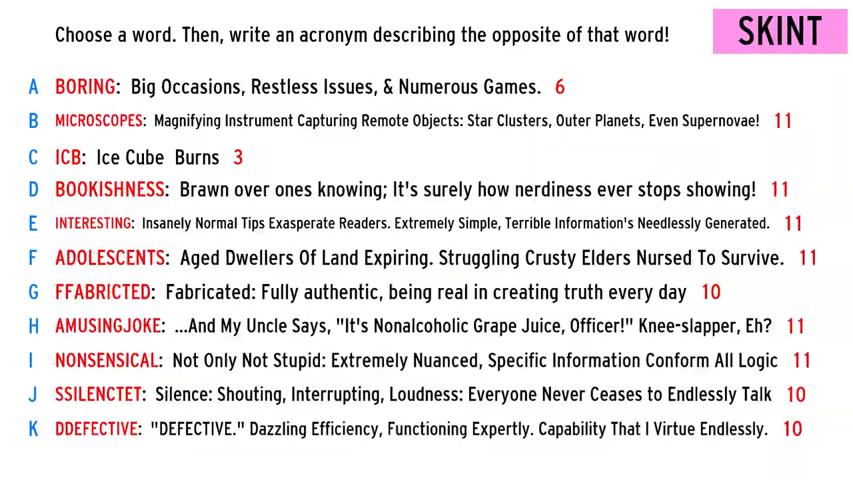 Choose a word. Then, write an acronym describing the opposite of that word!
SKINT
A BORING: Big Occasions, Restless Issues, & Numerous Games. 6
B MICROSCOPES: Magnifying Instrument Capturing Remote Objects: Star Clusters, Outer Planets, Even Supernovae! 11
C ICB: Ice Cube Burns 3
D BOOKISHNESS: Brawn over ones knowing; It's surely how nerdiness ever stops showing! 11
E INTERESTING: Insanely Normal Tips Exasperate Readers. Extremely Simple, Terrible Information's Needlessly Generated. 11
F ADOLESCENTS: Aged Dwellers Of Land Expiring. Struggling Crusty Elders Nursed To Survive. 11
G FFABRICTED: Fabricated: Fully authentic, being real in creating truth every day 10
H AMUSINGJOKE: ...And My Uncle Says, "It's Nonalcoholic Grape Juice, Officer!" Knee-slapper, Eh? 11
I NONSENSICAL: Not Only Not Stupid: Extremely Nuanced, Specific Information Conform All Logic 11
J SSILENCTET: Silence: Shouting, Interrupting, Loudness: Everyone Never Ceases to Endlessly Talk 10
K DDEFECTIVE: "DEFECTIVE." Dazzling Efficiency, Functioning Expertly. Capability That I Virtue Endlessly. 10